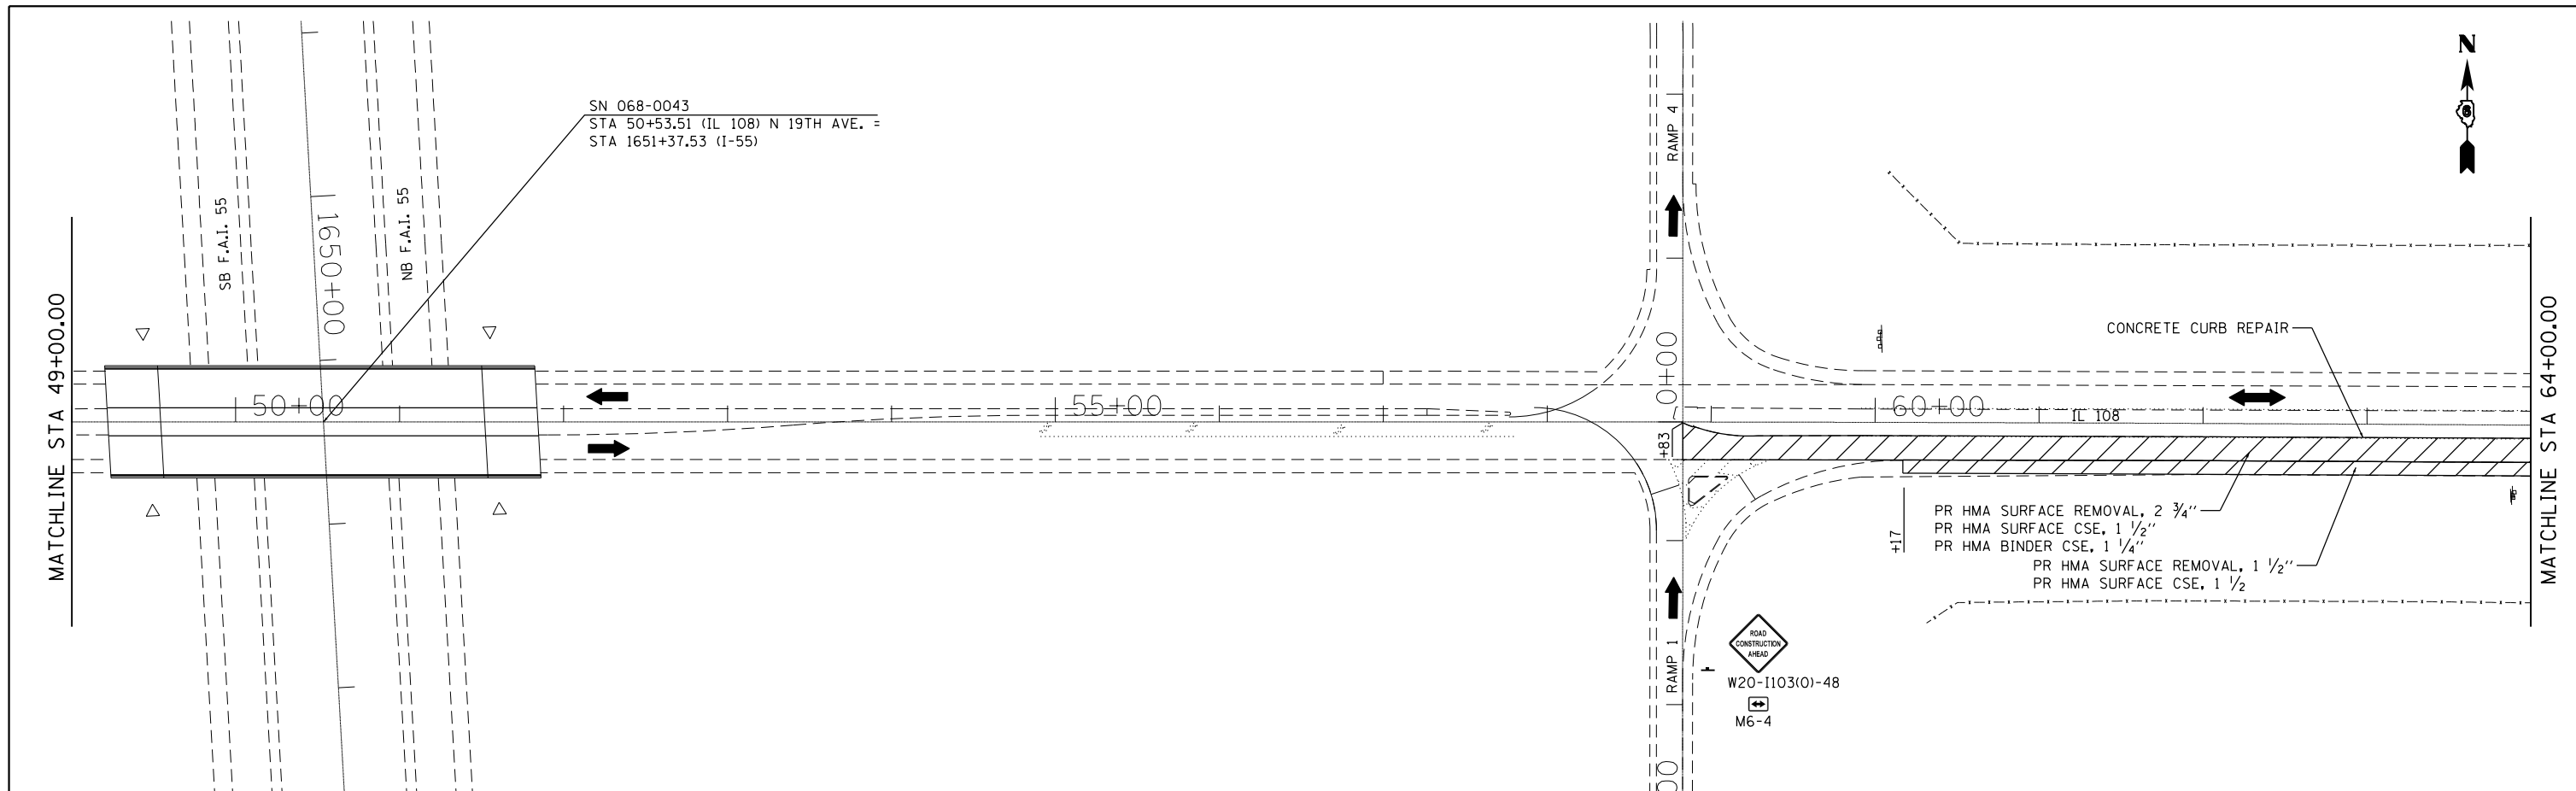 N
6
SN 068-0043
STA 50+53.51 (IL 108) N 19TH AVE. =
STA 1651+37.53 (I-55)
RAMP 4
SB F.A.I. 55
1650+00
NB F.A.I. 55
MATCHLINE STA 49+00.00
MATCHLINE STA 64+00.00
CONCRETE CURB REPAIR
0+00
50+00
55+00
60+00
IL 108
+83
+17
PR HMA SURFACE REMOVAL, 2 3/4"
PR HMA SURFACE CSE, 1 1/2"
PR HMA BINDER CSE, 1 1/4"
PR HMA SURFACE REMOVAL, 1 1/2"
PR HMA SURFACE CSE, 1 1/2
RAMP 1
ROAD
CONSTRUCTION
AHEAD
W20-I103(O)-48
M6-4
00